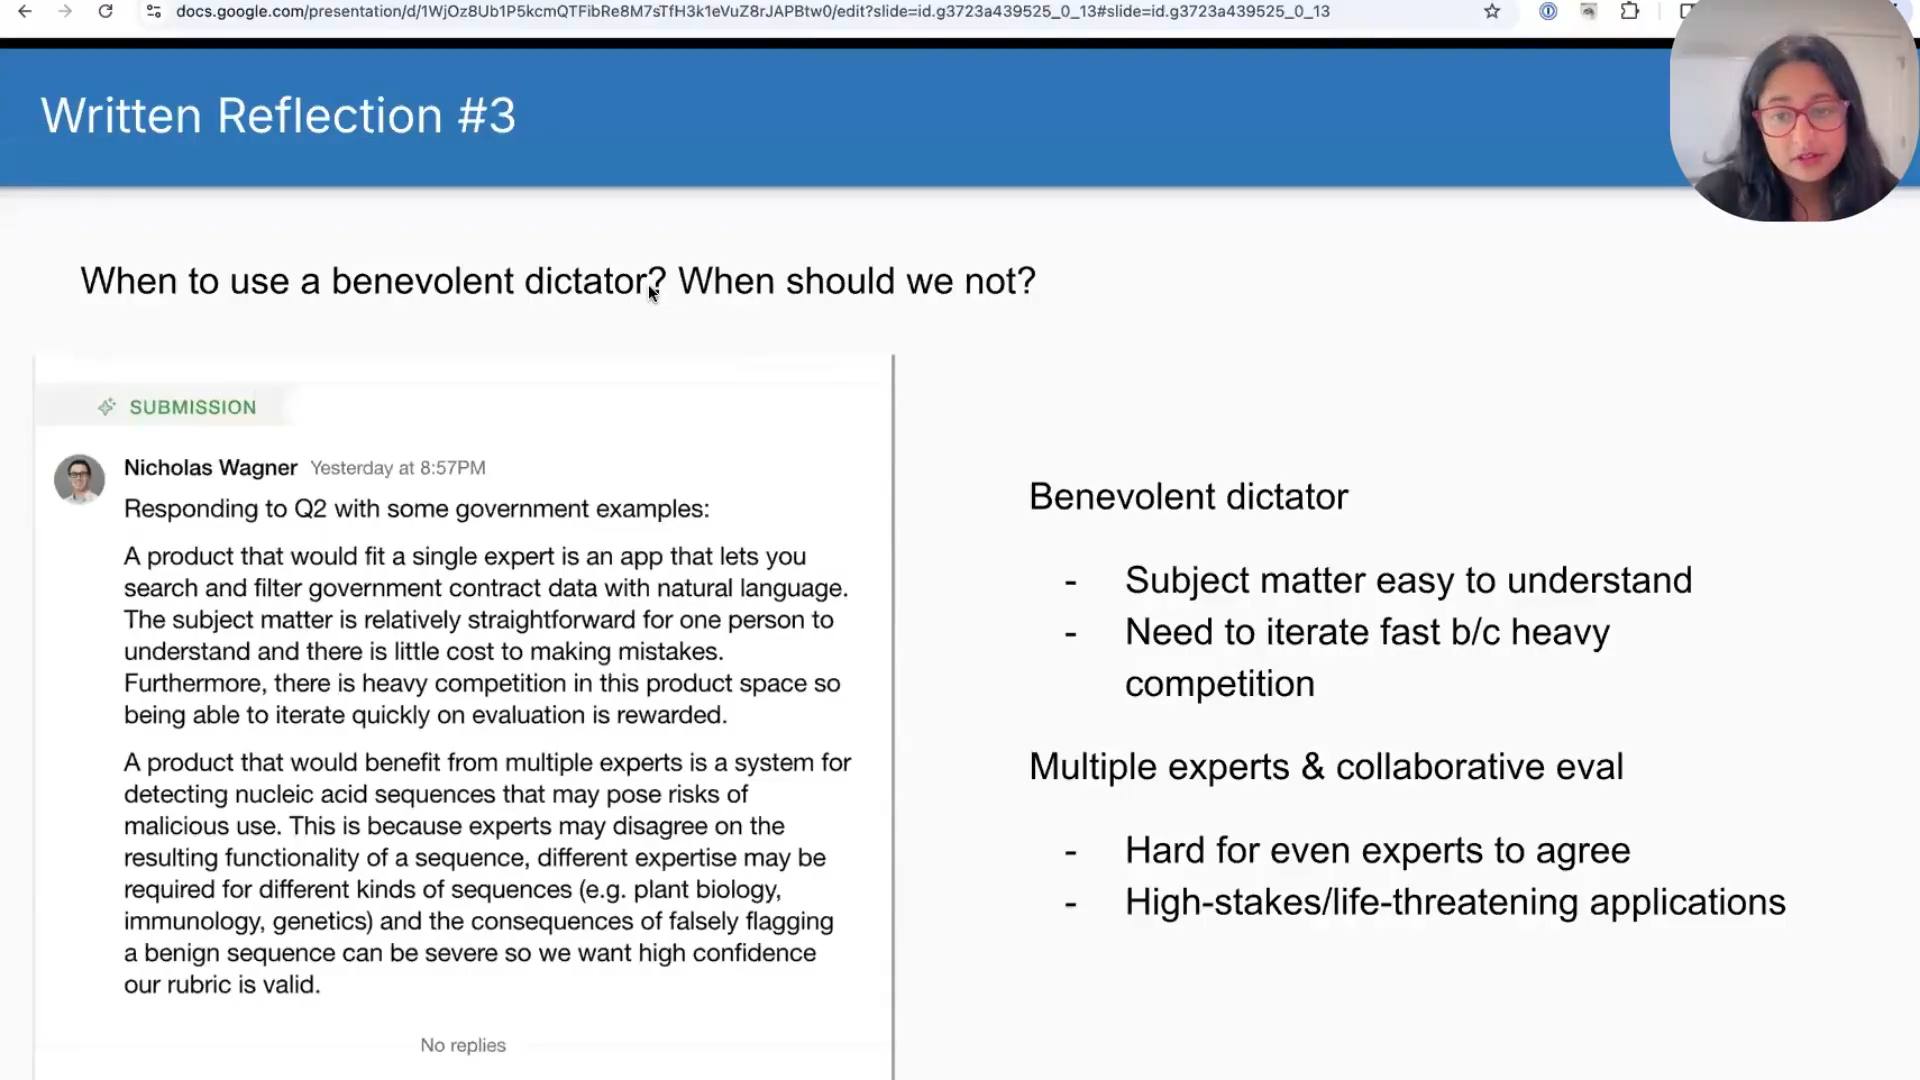 docs.google.com/presentation/d/1WjOz8Ub1P5kcmQTFibRe8M7sTfH3k1eVuZ8rJAPBtw0/edit?slide=id.g3723a439525_0_13#slide=id.g3723a439525_0_13
Written Reflection #3
When to use a benevolent dictator? When should we not?
SUBMISSION
Nicholas Wagner Yesterday at 8:57PM
Responding to Q2 with some government examples:
A product that would fit a single expert is an app that lets you
search and filter government contract data with natural language.
The subject matter is relatively straightforward for one person to
understand and there is little cost to making mistakes.
Furthermore, there is heavy competition in this product space so
being able to iterate quickly on evaluation is rewarded.
A product that would benefit from multiple experts is a system for
detecting nucleic acid sequences that may pose risks of
malicious use. This is because experts may disagree on the
resulting functionality of a sequence, different expertise may be
required for different kinds of sequences (e.g. plant biology,
immunology, genetics) and the consequences of falsely flagging
a benign sequence can be severe so we want high confidence
our rubric is valid.
No replies
Benevolent dictator
- Subject matter easy to understand
- Need to iterate fast b/c heavy
competition
Multiple experts & collaborative eval
- Hard for even experts to agree
- High-stakes/life-threatening applications